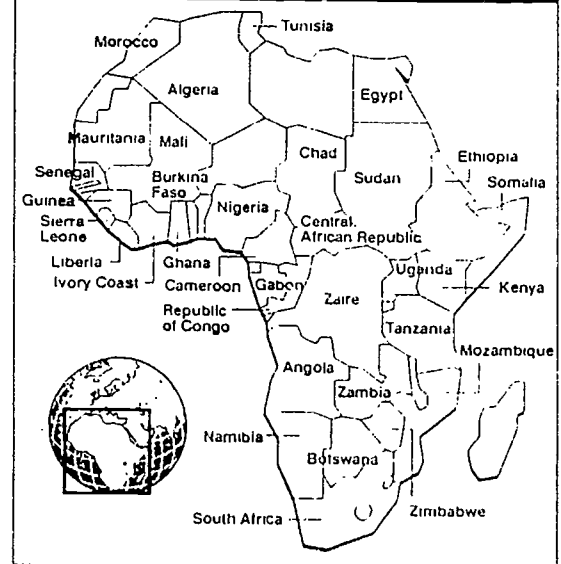 Tunisia
Morocco
Algeria
Egypt
Mauritania
Mali
Chad
Ethiopia
Senegal
Burkina
Faso
Sudan
Somalia
Guinea
Nigeria
Sierra
Leone
Central
African Republic
Liberia
Ghana
Uganda
Ivory Coast
Cameroon
Gabon
Zaire
Kenya
Republic
of Congo
Tanzania
Mozambique
Angola
Zambia
Namibia
Botswana
South Africa
Zimbabwe